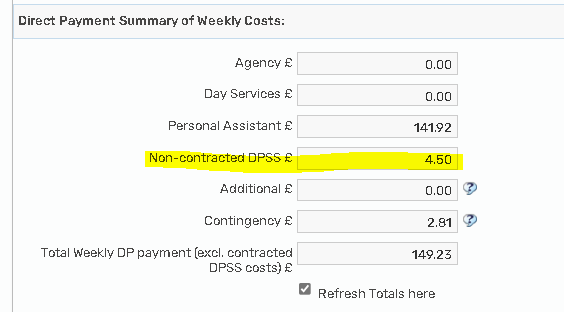 Direct Payment Summary of Weekly Costs:
Agency £ 0.00
Day Services £ 0.00
Personal Assistant £ 141.92
Non-contracted DPSS £ 4.50
Additional £ 0.00 ?
Contingency £ 2.81 ?
Total Weekly DP payment (excl. contracted 149.23
DPSS costs) £
Refresh Totals here